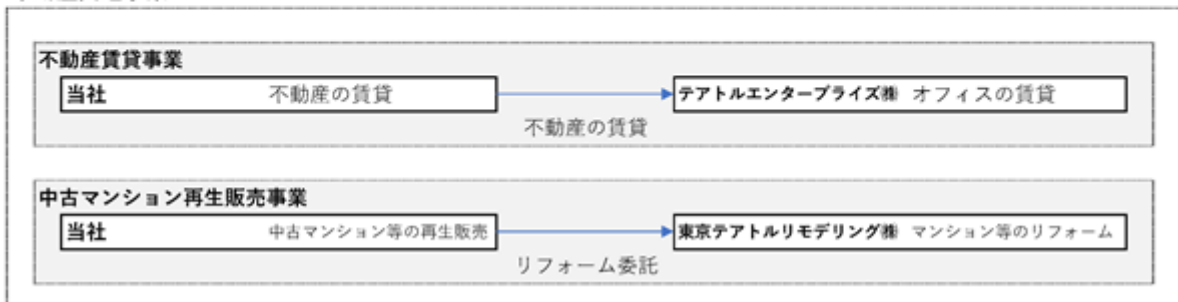 不動産賃貸事業
当社 不動産の賃貸 テアトルエンタープライズ㈱ オフィスの賃貸
不動産の賃貸
中古マンション再生販売事業
当社 中古マンション等の再生販売 東京テアトルリモデリング㈱ マンション等のリフォーム
リフォーム委託